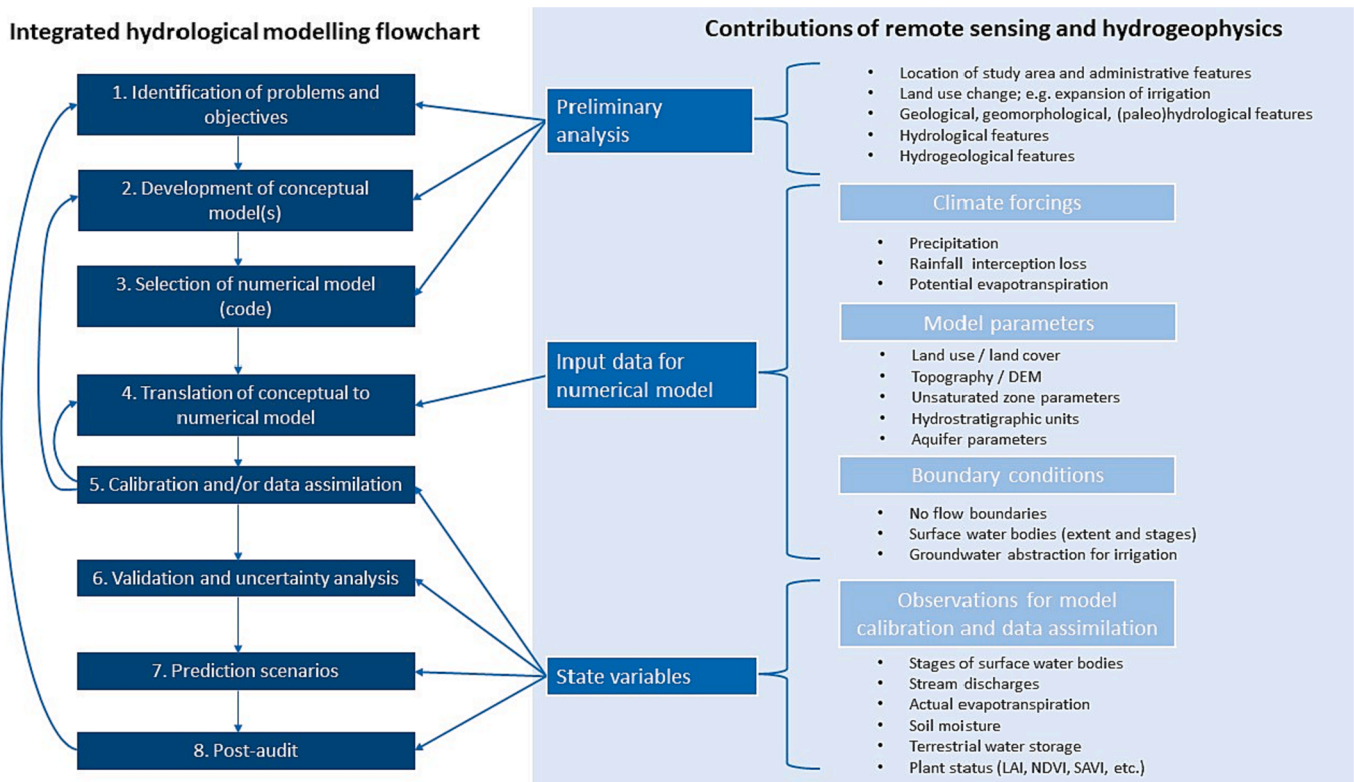 Integrated hydrological modelling flowchart
1. Identification of problems and
objectives
2. Development of conceptual
model(s)
3. Selection of numerical model
(code)
4. Translation of conceptual to
numerical model
5. Calibration and/or data assimilation
6. Validation and uncertainty analysis
7. Prediction scenarios
8. Post-audit
Contributions of remote sensing and hydrogeophysics
Preliminary
analysis
• Location of study area and administrative features
• Land use change; e.g. expansion of irrigation
• Geological, geomorphological, (paleo)hydrological features
• Hydrological features
• Hydrogeological features
Input data for
numerical model
Climate forcings
• Precipitation
• Rainfall interception loss
• Potential evapotranspiration
Model parameters
• Land use / land cover
• Topography / DEM
• Unsaturated zone parameters
• Hydrostratigraphic units
• Aquifer parameters
Boundary conditions
• No flow boundaries
• Surface water bodies (extent and stages)
• Groundwater abstraction for irrigation
State variables
Observations for model
calibration and data assimilation
• Stages of surface water bodies
• Stream discharges
• Actual evapotranspiration
• Soil moisture
• Terrestrial water storage
• Plant status (LAI, NDVI, SAVI, etc.)